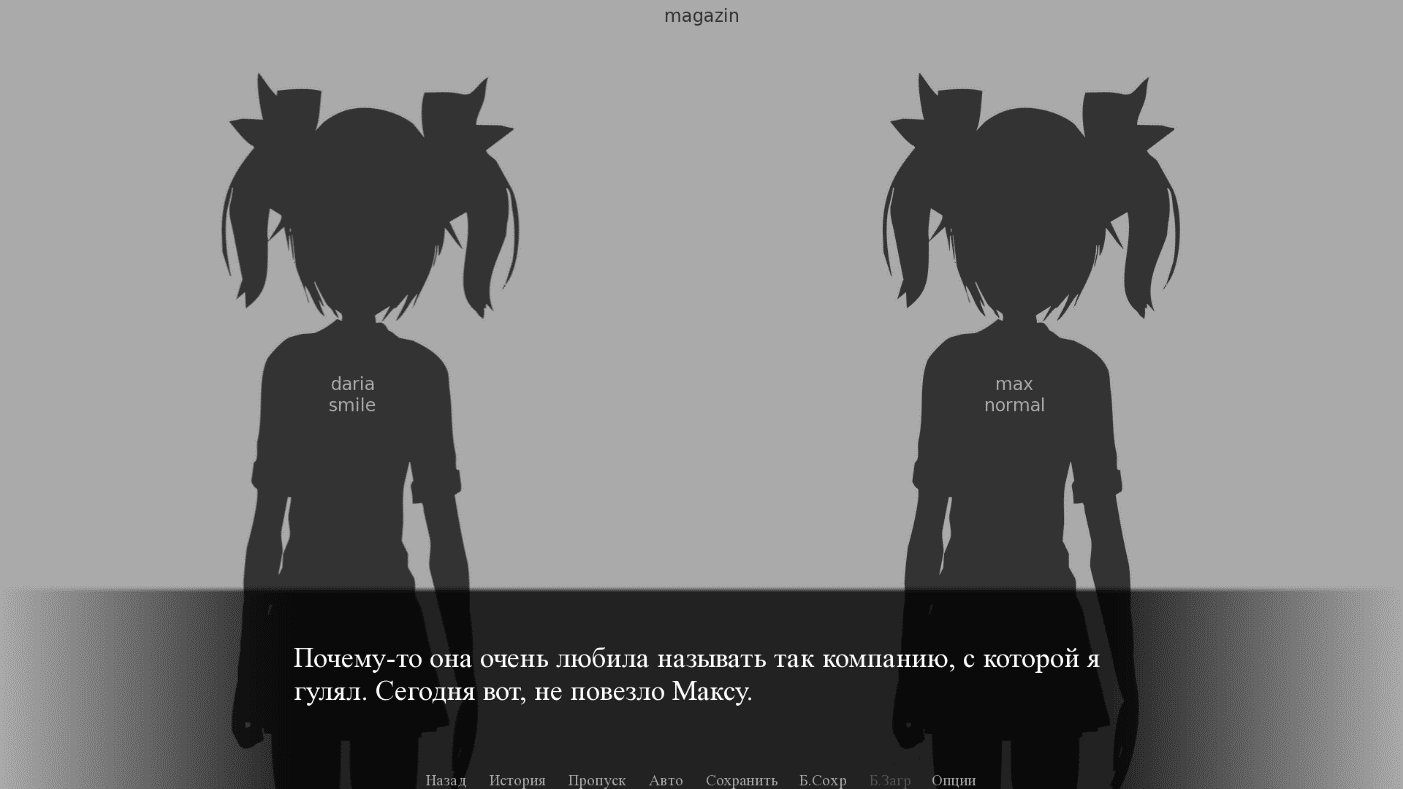 magazin
daria
smile
max
normal
Почему-то она очень любила называть так компанию, с которой я
гулял. Сегодня вот, не повезло Максу.
Назад История Пропуск Авто Сохранить Б.Сохр Б.Загр Опции